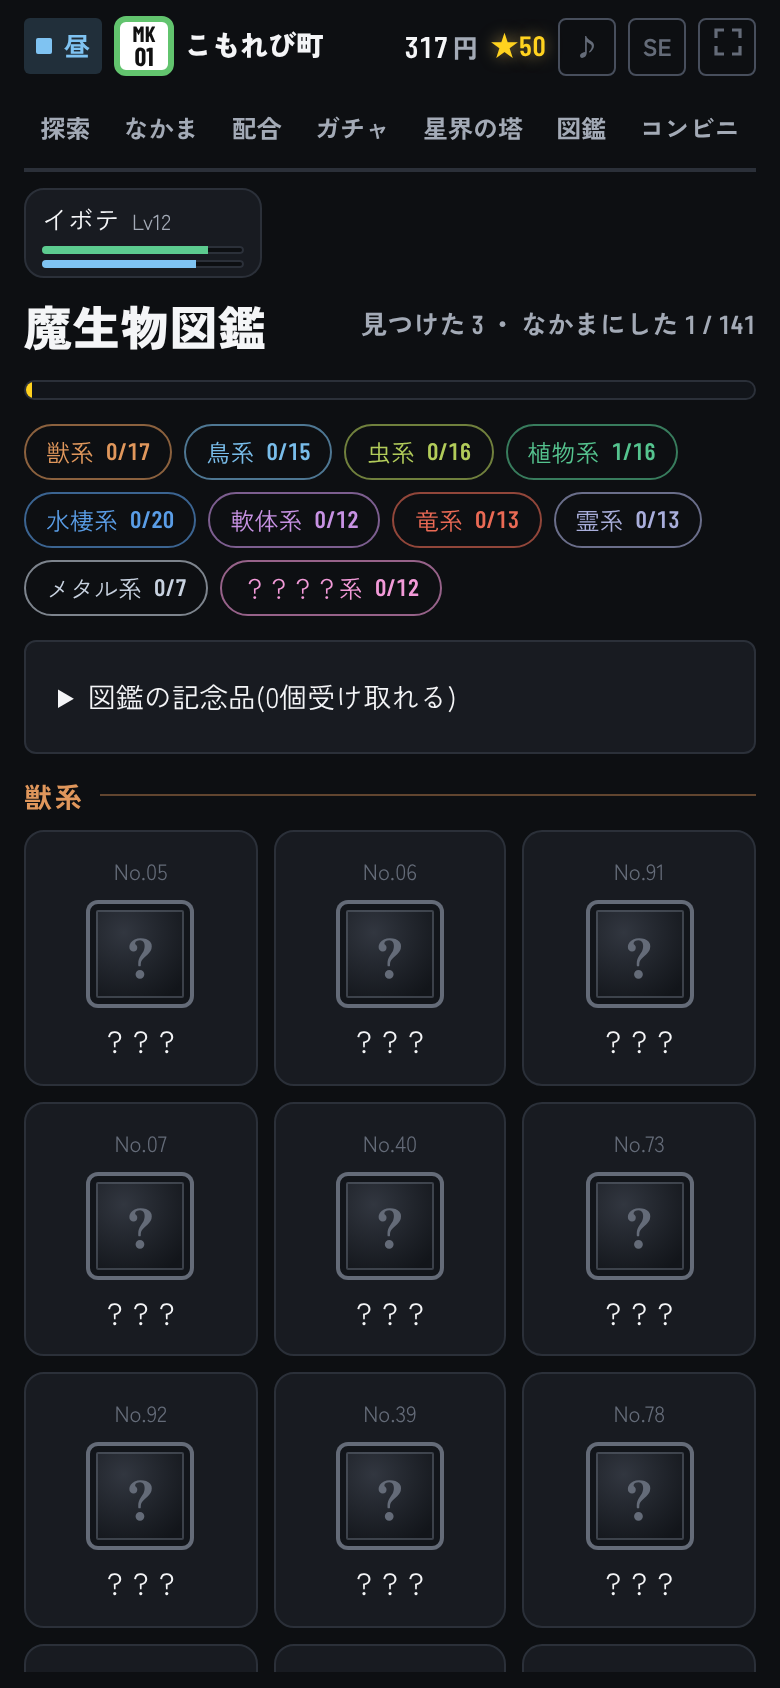 昼 MK 01 こもれび町 317円 ★50 ♪ SE
探索 なかま 配合 ガチャ 星界の塔 図鑑 コンビニ
イボテ Lv12
魔生物図鑑 見つけた 3 ・ なかまにした 1 / 141
獣系 0/17 鳥系 0/15 虫系 0/16 植物系 1/16
水棲系 0/20 軟体系 0/12 竜系 0/13 霊系 0/13
メタル系 0/7 ？？？？系 0/12
▶ 図鑑の記念品(0個受け取れる)
獣系
No.05 No.06 No.91
? ? ?
？？？ ？？？ ？？？
No.07 No.40 No.73
? ? ?
？？？ ？？？ ？？？
No.92 No.39 No.78
? ? ?
？？？ ？？？ ？？？